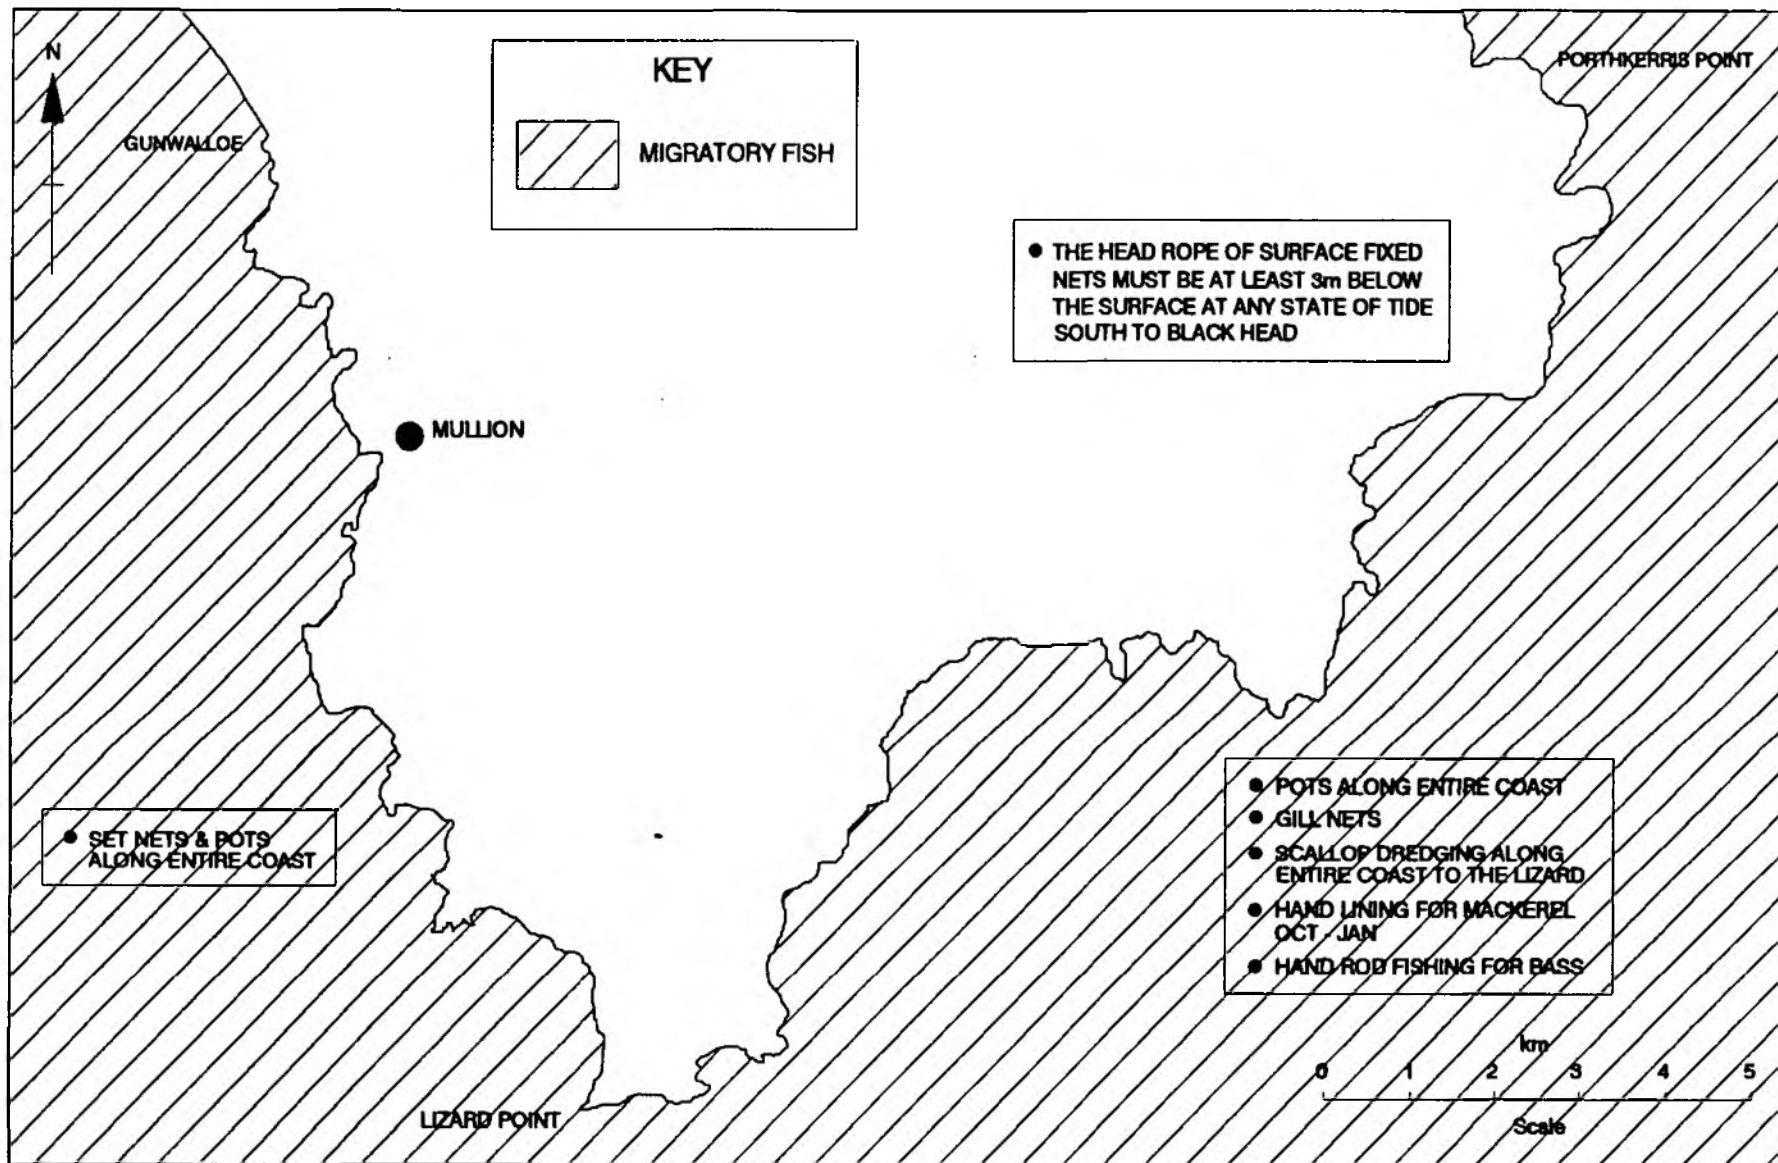 N
KEY
MIGRATORY FISH
PORTHKERRIS POINT
GUNWALLOE
● THE HEAD ROPE OF SURFACE FIXED
NETS MUST BE AT LEAST 3m BELOW
THE SURFACE AT ANY STATE OF TIDE
SOUTH TO BLACK HEAD
MULLION
● SET NETS & POTS
ALONG ENTIRE COAST
● POTS ALONG ENTIRE COAST
● GILL NETS
● SCALLOP DREDGING ALONG
ENTIRE COAST TO THE LIZARD
● HAND LINING FOR MACKEREL
OCT - JAN
● HAND ROD FISHING FOR BASS
LIZARD POINT
km
0 1 2 3 4 5
Scale